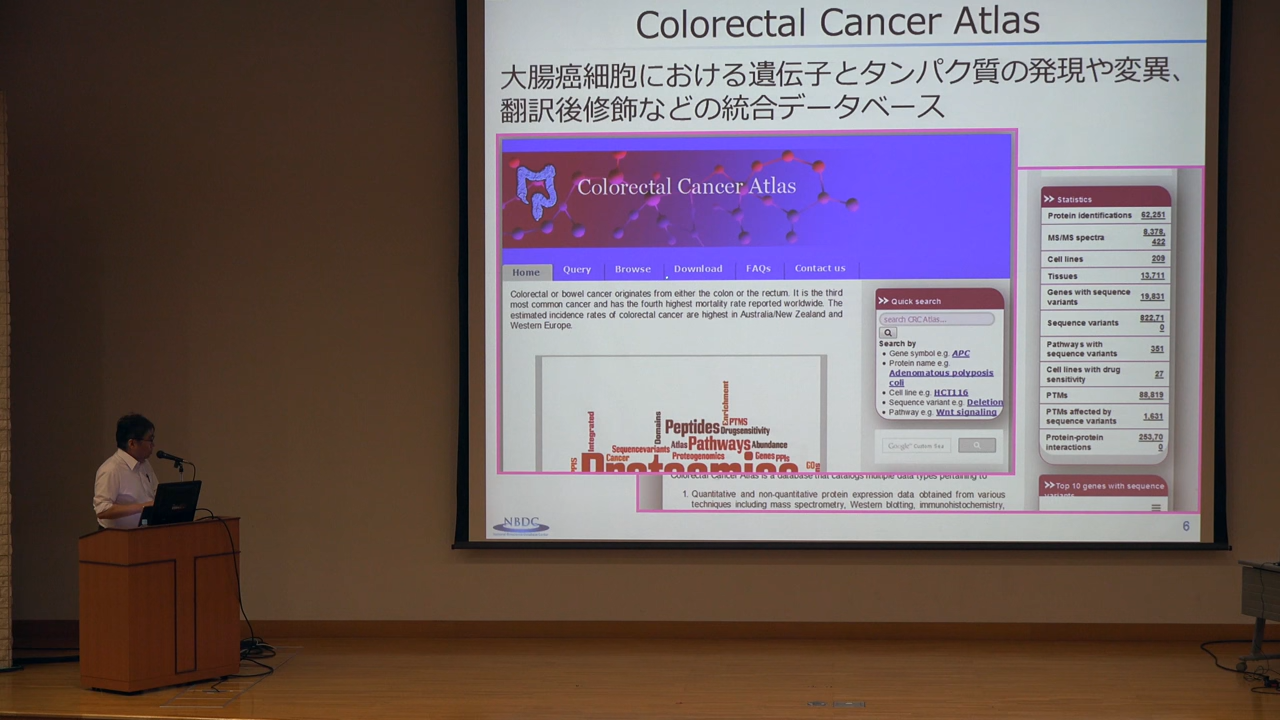 Colorectal Cancer Atlas
大腸癌細胞における遺伝子とタンパク質の発現や変異、
翻訳後修飾などの統合データベース
Colorectal Cancer Atlas
Home Query Browse Download FAQs Contact us
Colorectal or bowel cancer originates from either the colon or the rectum. It is the third
most common cancer and has the fourth highest mortality rate reported worldwide. The
estimated incidence rates of colorectal cancer are highest in Australia/New Zealand and
Western Europe.
Quick search
search CRC Atlas...
Search by
Gene symbol e.g. APC
Protein name e.g.
Adenomatous polyposis
coli
Cell line e.g. HCT116
Sequence variant e.g. Deletion
Pathway e.g. Wnt signaling
Google™ Custom Sea
Integrated
Domains
Enrichment
Peptides
PTMS
Drugsensitivity
Sequencevariants
Atlas
Pathways
Abundance
Cancer
Proteogenomics
Genes
PPIs
PPIS
Proteomics
Statistics
Protein identifications 62,251
MS/MS spectra 8,378,
422
Cell lines 209
Tissues 13,711
Genes with sequence
variants 19,831
Sequence variants 822,71
0
Pathways with
sequence variants 351
Cell lines with drug
sensitivity 27
PTMs 88,819
PTMs affected by
sequence variants 1,631
Protein-protein
interactions 253,70
0
Top 10 genes with sequence
variants
Colorectal Cancer Atlas is a database that catalogs multiple data types pertaining to
1. Quantitative and non-quantitative protein expression data obtained from various
techniques including mass spectrometry, Western blotting, immunohistochemistry,
NBDC
6